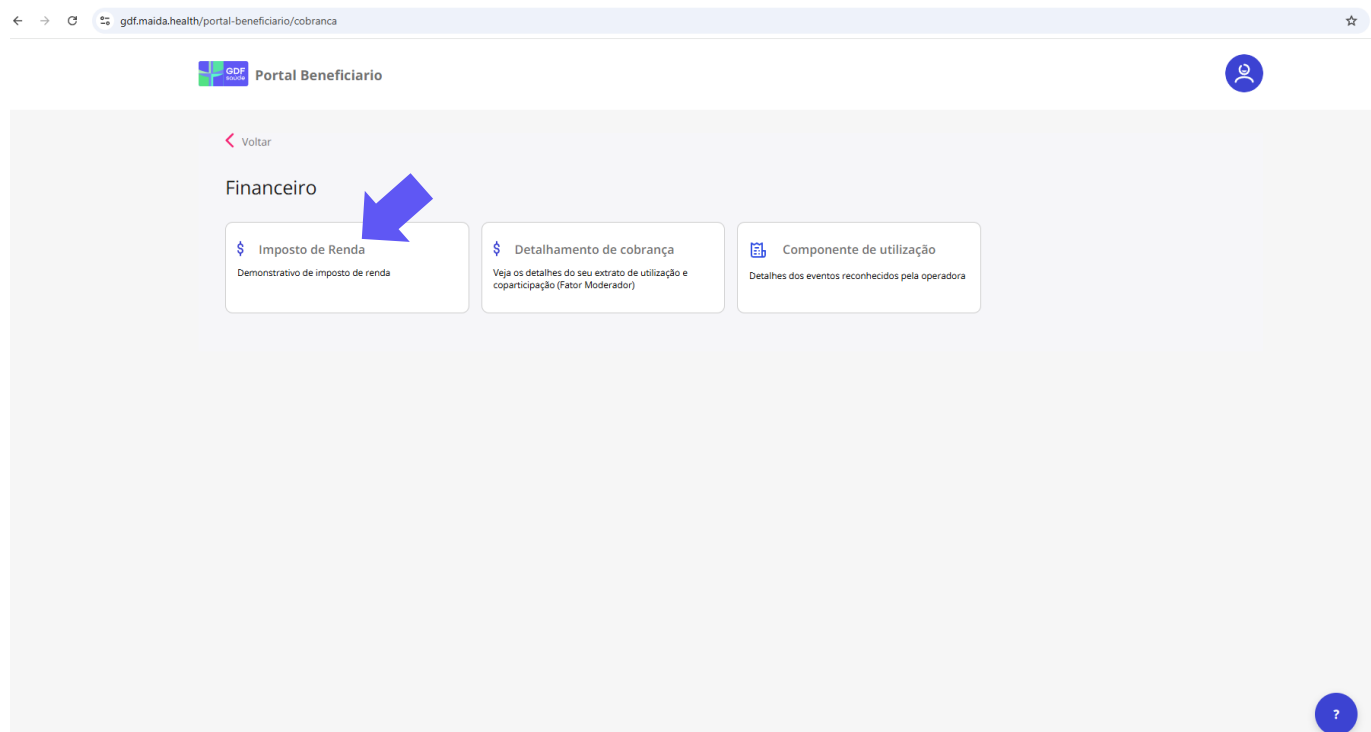 gdf.maida.health/portal-beneficiario/cobranca
GDF
saúde
Portal Beneficiario
Voltar
Financeiro
$ Imposto de Renda
Demonstrativo de imposto de renda
$ Detalhamento de cobrança
Veja os detalhes do seu extrato de utilização e
coparticipação (Fator Moderador)
Componente de utilização
Detalhes dos eventos reconhecidos pela operadora
?